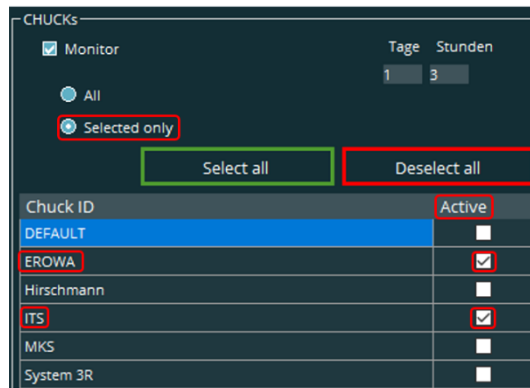 CHUCKs
Monitor
Tage Stunden
1 3
All
Selected only
Select all Deselect all
Chuck ID Active
DEFAULT
EROWA
Hirschmann
ITS
MKS
System 3R